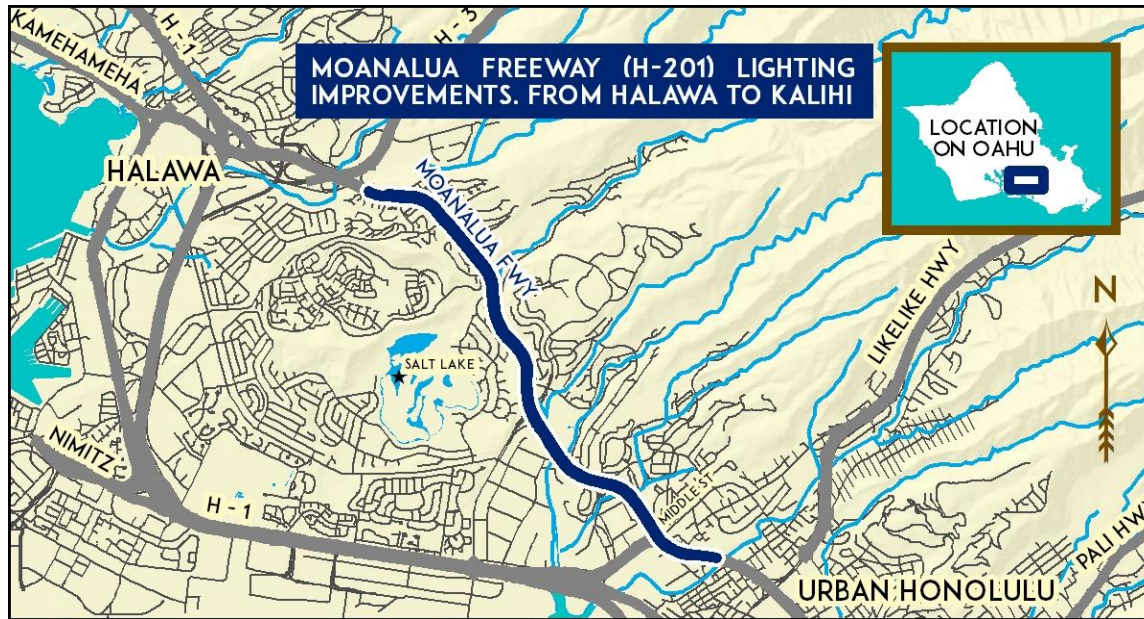 MOANALUA FREEWAY (H-201) LIGHTING
IMPROVEMENTS. FROM HALAWA TO KALIHI
LOCATION
ON OAHU
KAMEHAMEHA
H-1
H-3
HALAWA
MOANALUA FWY
LIKELIKE HWY
N
SALT LAKE
NIMITZ
H-1
MIDDLE ST
URBAN HONOLULU
PALI HW